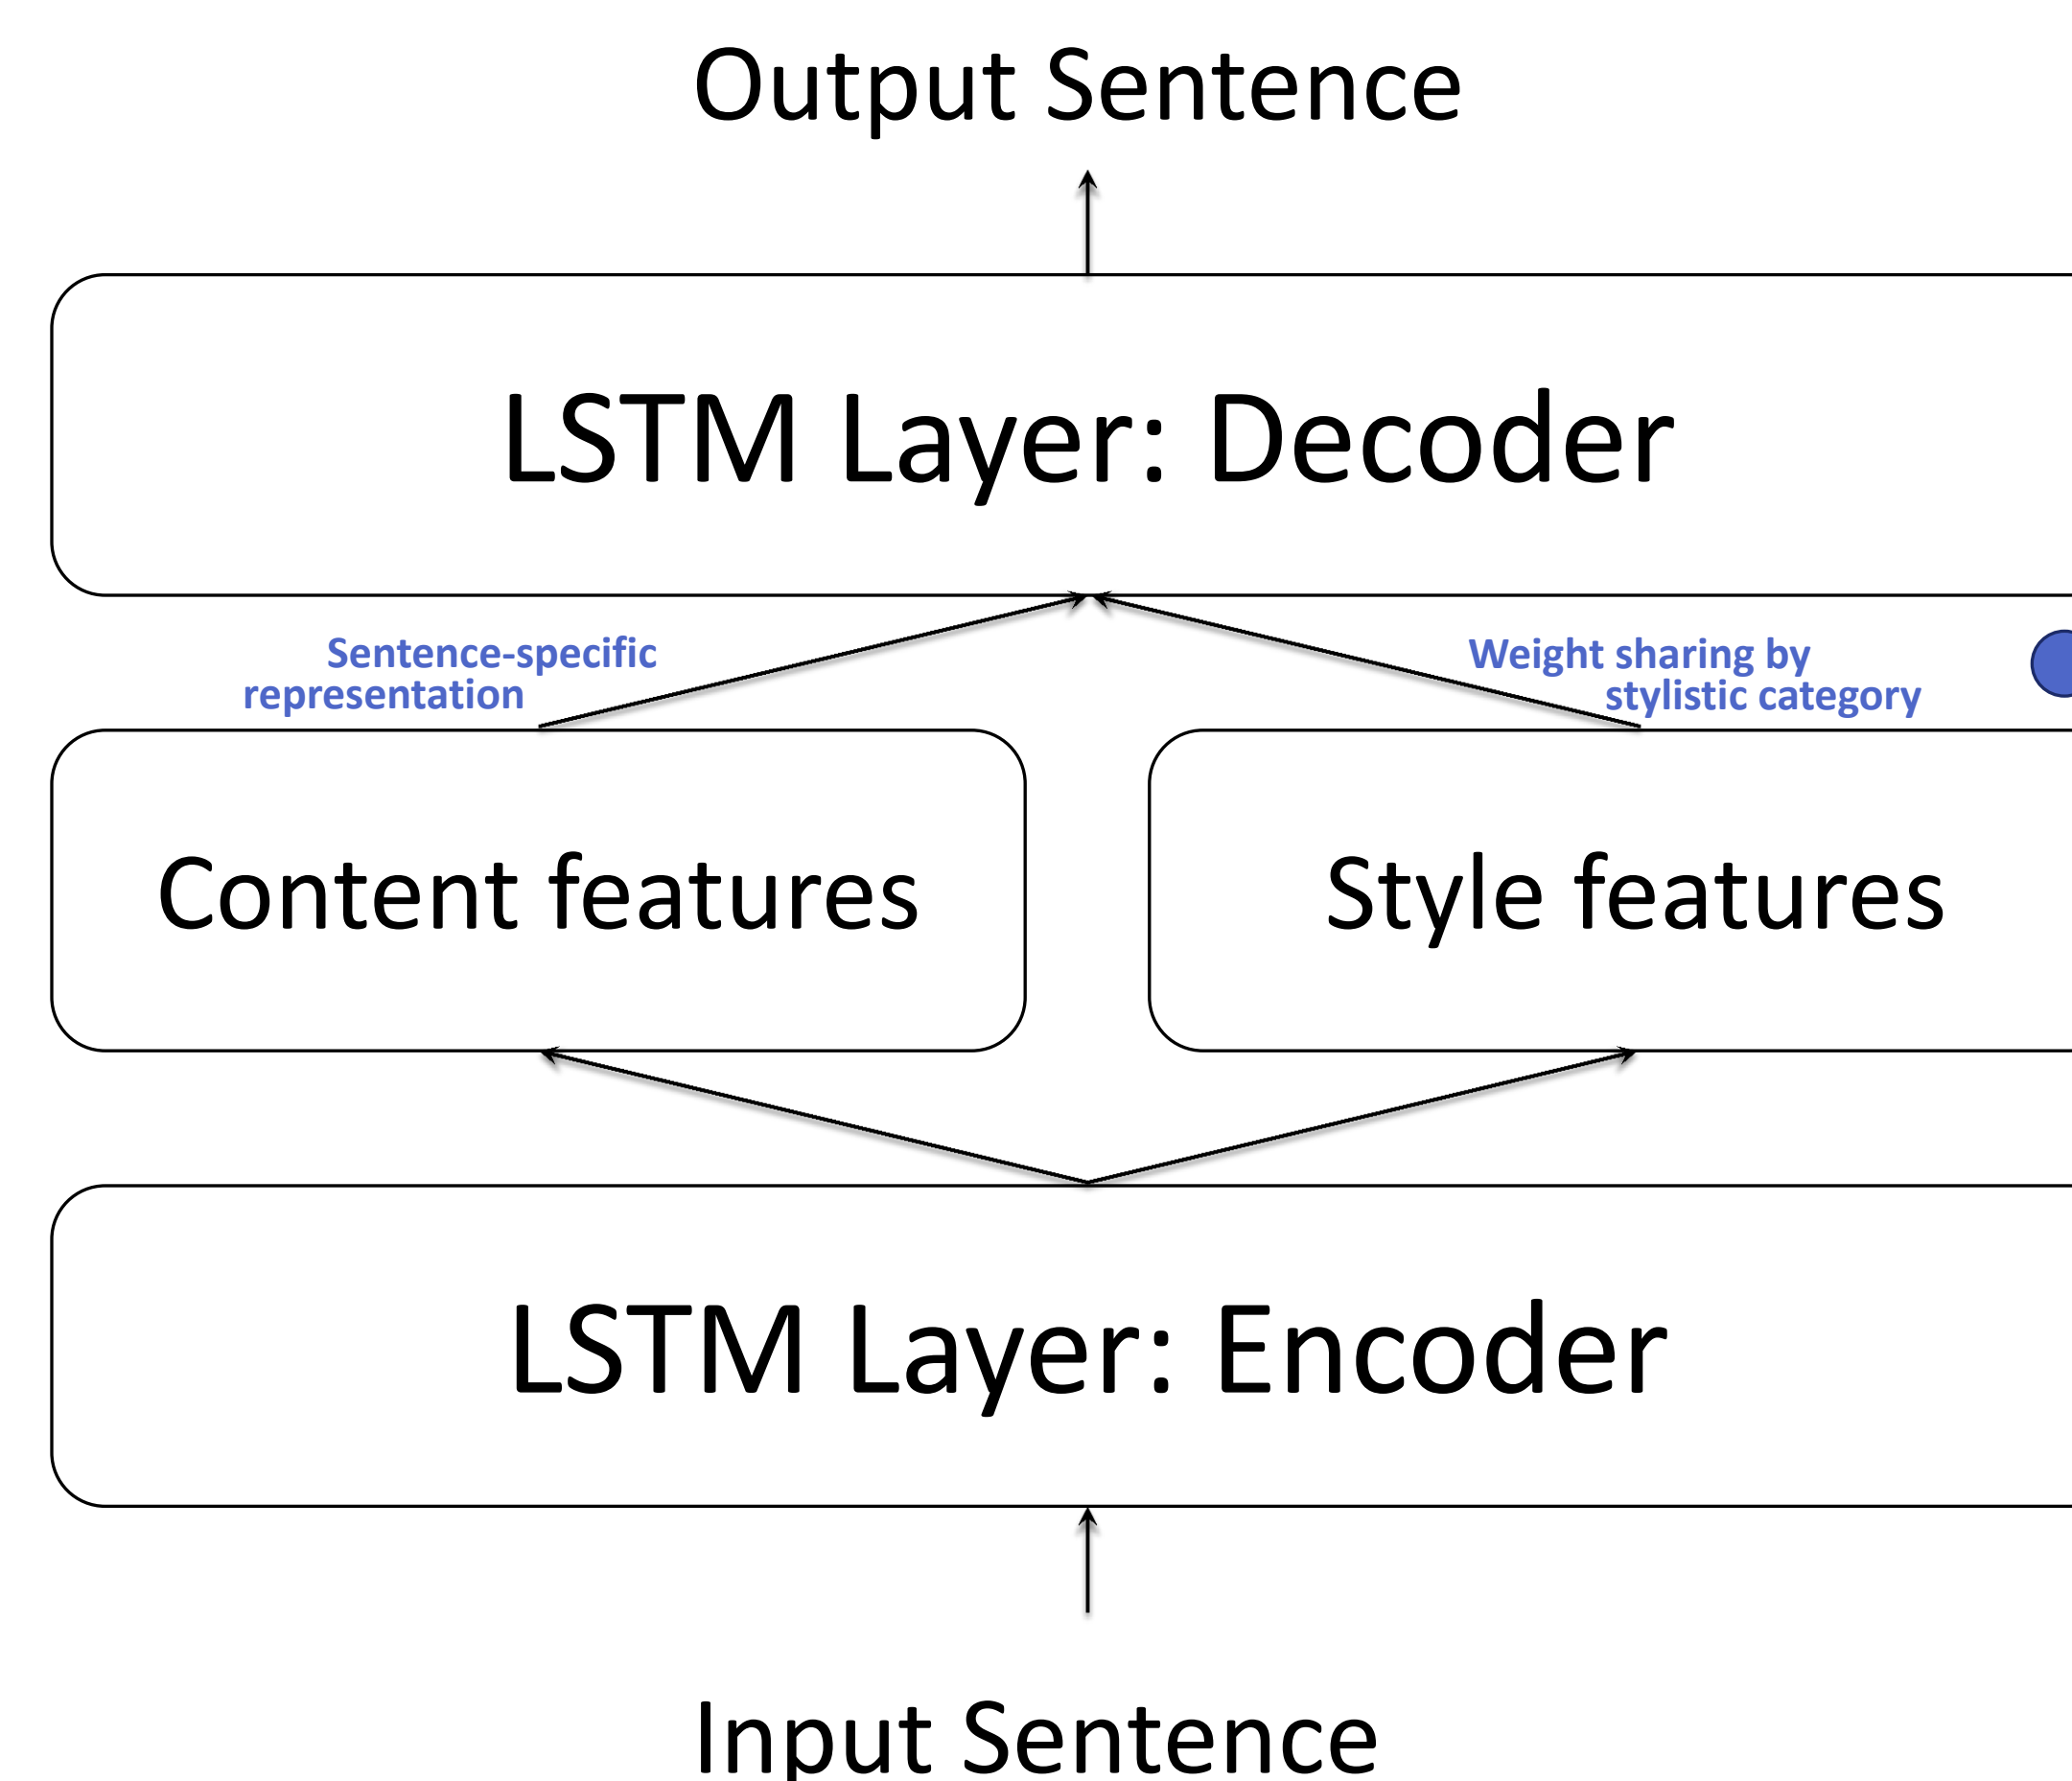 Output Sentence
LSTM Layer: Decoder
Sentence-specific
representation
Weight sharing by
stylistic category
Content features
Style features
LSTM Layer: Encoder
Input Sentence